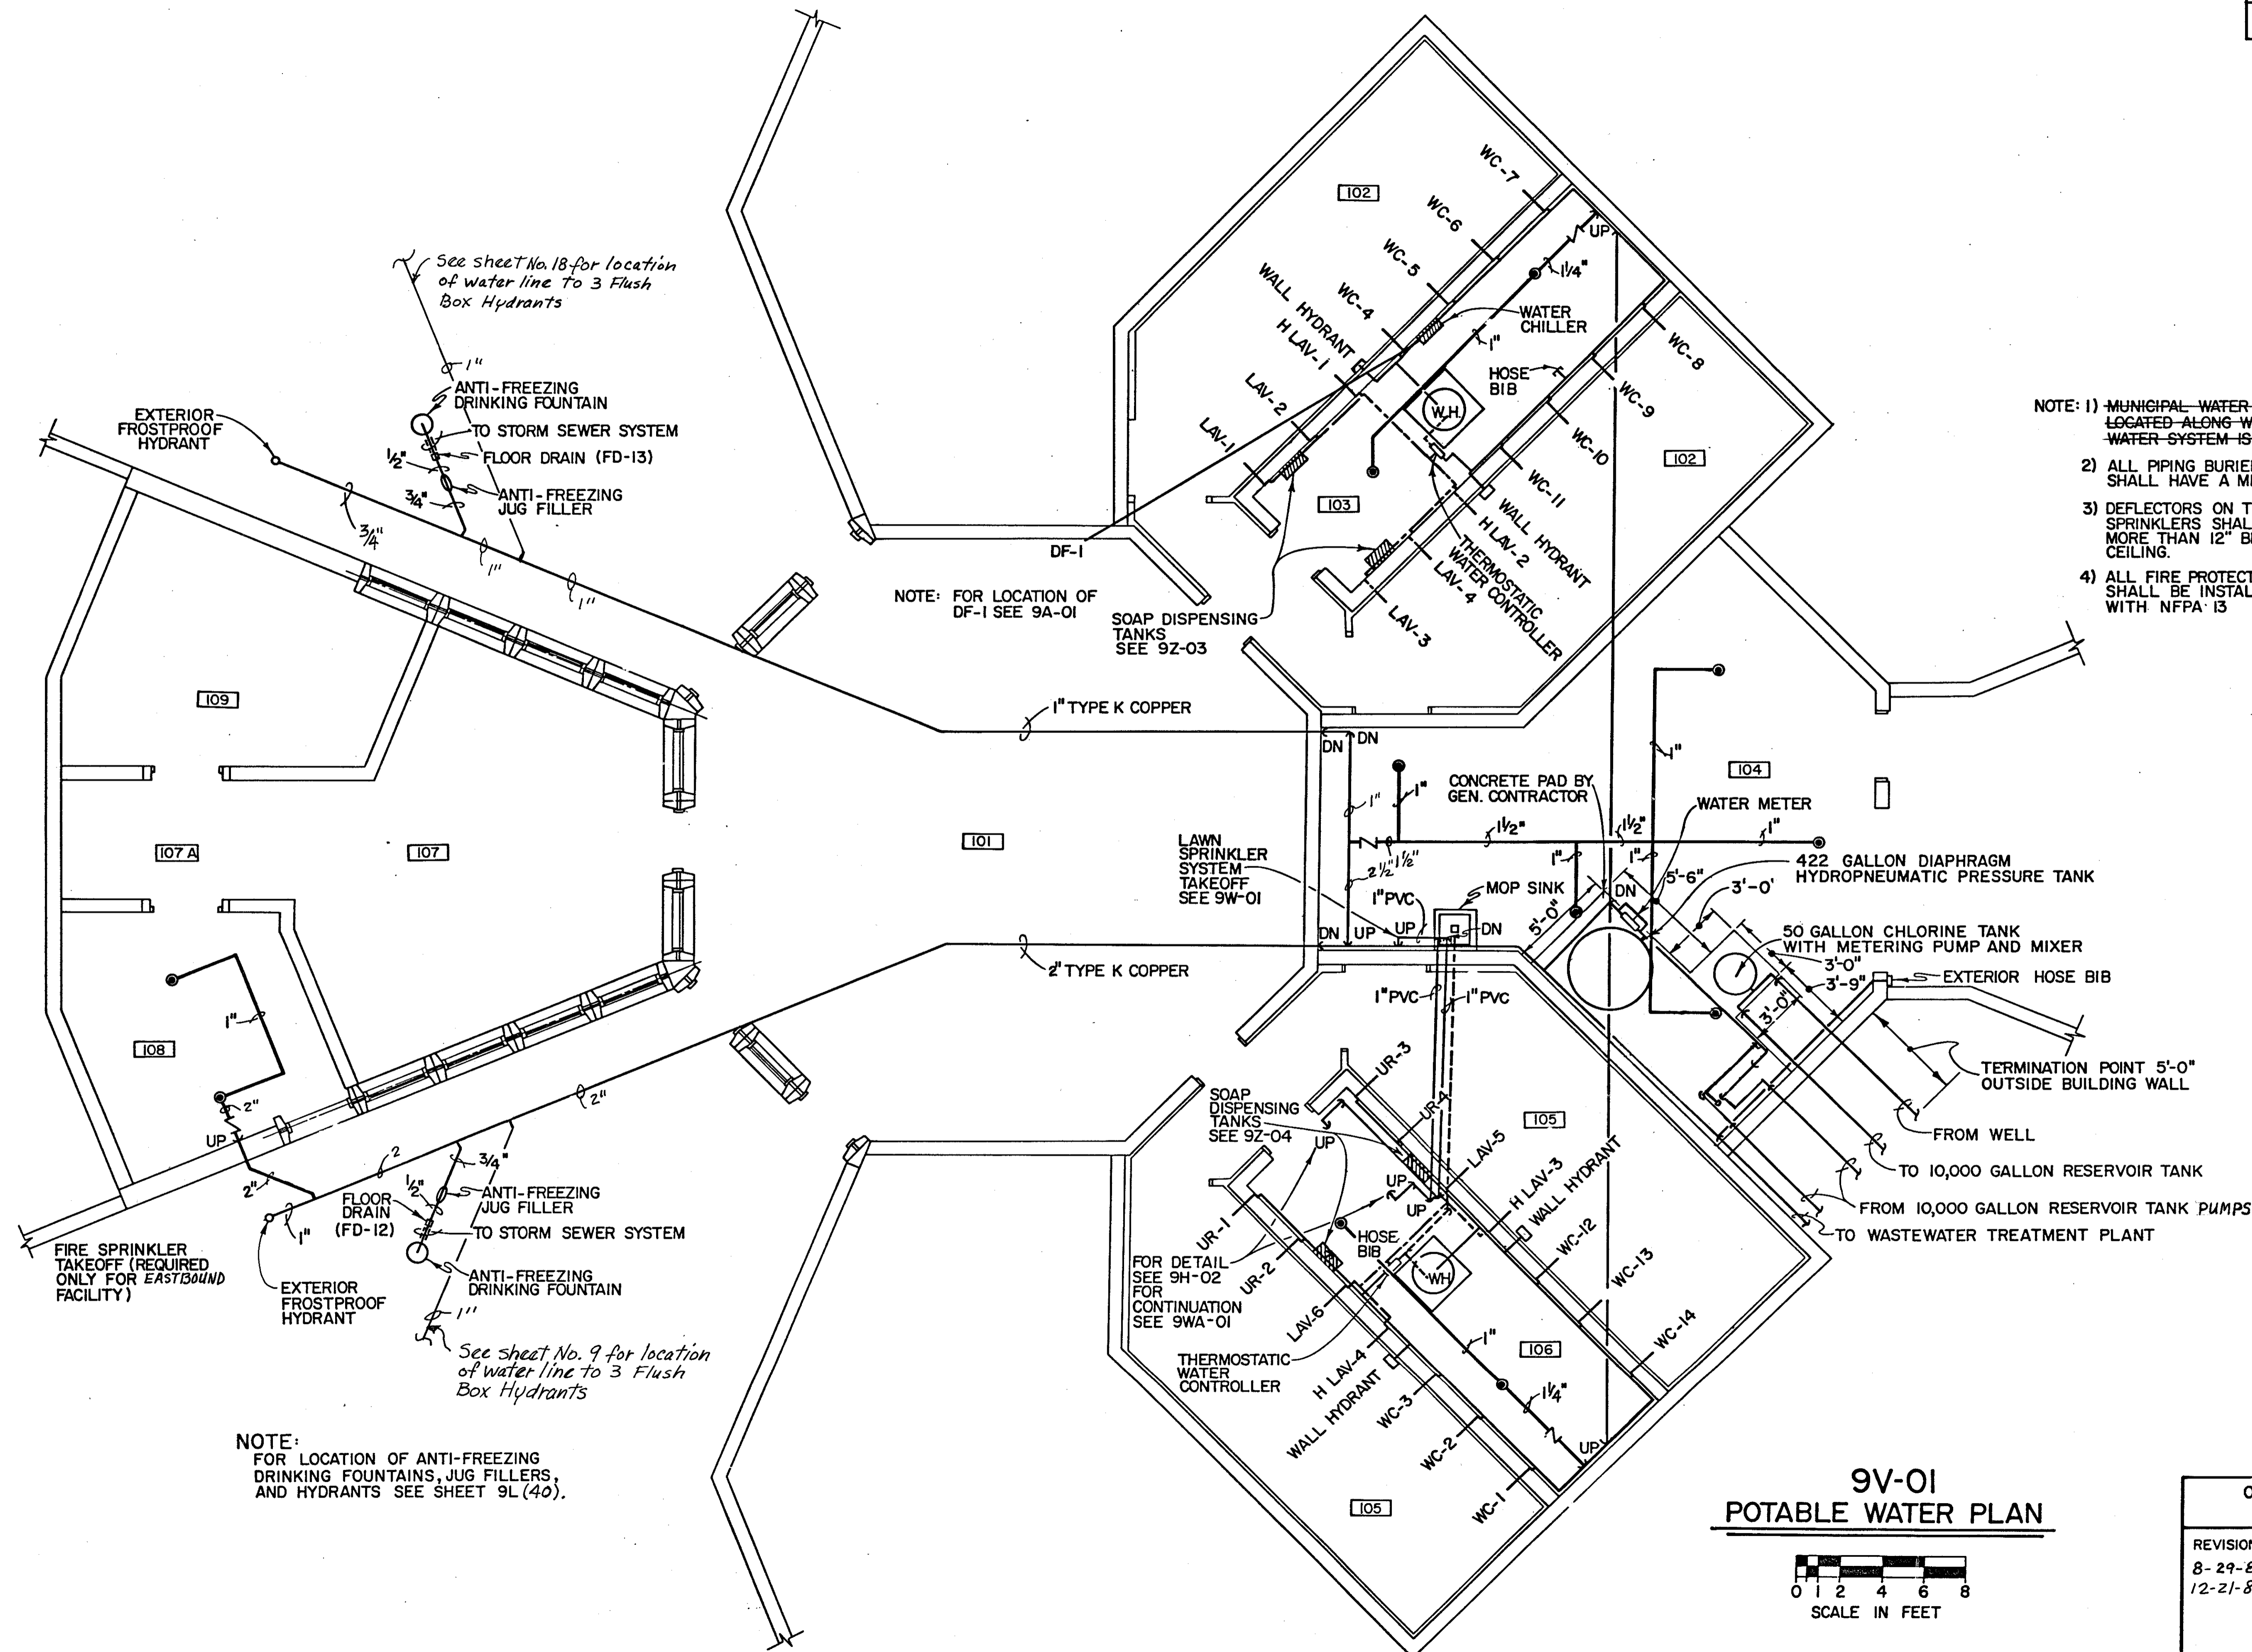 See sheet No. 18 for location
of water line to 3 Flush
Box Hydrants
1"
ANTI-FREEZING
DRINKING FOUNTAIN
EXTERIOR
FROSTPROOF
HYDRANT
TO STORM SEWER SYSTEM
1/2"
FLOOR DRAIN (FD-13)
3/4"
ANTI-FREEZING
JUG FILLER
3/4"
1"
1"
109
107A
107
101
108
1"
2"
UP
2"
1"
2
2"
3/4"
1/2"
FLOOR
DRAIN
(FD-12)
ANTI-FREEZING
JUG FILLER
TO STORM SEWER SYSTEM
ANTI-FREEZING
DRINKING FOUNTAIN
1"
FIRE SPRINKLER
TAKEOFF (REQUIRED
ONLY FOR EASTBOUND
FACILITY)
EXTERIOR
FROSTPROOF
HYDRANT
See sheet No. 9 for location
of water line to 3 Flush
Box Hydrants
NOTE:
FOR LOCATION OF ANTI-FREEZING
DRINKING FOUNTAINS, JUG FILLERS,
AND HYDRANTS SEE SHEET 9L(40).
102
WC-7
WC-6
WC-5
WC-4
WALL HYDRANT
H LAV-1
LAV-2
LAV-1
UP
1 1/4"
WATER
CHILLER
1"
HOSE
BIB
W.H.
WC-8
WC-9
WC-10
WC-11
102
103
WALL HYDRANT
H LAV-2
THERMOSTATIC
WATER CONTROLLER
LAV-4
LAV-3
DF-1
NOTE: FOR LOCATION OF
DF-1 SEE 9A-01
SOAP DISPENSING
TANKS
SEE 9Z-03
1" TYPE K COPPER
DN
DN
1"
1"
CONCRETE PAD BY
GEN. CONTRACTOR
1"
104
WATER METER
LAWN
SPRINKLER
SYSTEM
TAKEOFF
SEE 9W-01
2 1/2"
1 1/2"
1 1/2"
1 1/2"
1"
1"
1"
422 GALLON DIAPHRAGM
HYDROPNEUMATIC PRESSURE TANK
MOP SINK
1" PVC
DN
UP
UP
DN
DN
5'-0"
5'-6"
3'-0'
50 GALLON CHLORINE TANK
WITH METERING PUMP AND MIXER
3'-0"
3'-9"
3'-0"
EXTERIOR HOSE BIB
2" TYPE K COPPER
1" PVC
1" PVC
TERMINATION POINT 5'-0"
OUTSIDE BUILDING WALL
FROM WELL
TO 10,000 GALLON RESERVOIR TANK
FROM 10,000 GALLON RESERVOIR TANK PUMPS
TO WASTEWATER TREATMENT PLANT
SOAP
DISPENSING
TANKS
SEE 9Z-04
UR-3
UR-4
UP
LAV-5
105
H LAV-3
WALL HYDRANT
UP
UP
UR-1
UR-2
HOSE
BIB
WH
WC-12
WC-13
WC-14
FOR DETAIL
SEE 9H-02
FOR
CONTINUATION
SEE 9WA-01
LAV-6
THERMOSTATIC
WATER
CONTROLLER
H LAV-4
WALL HYDRANT
1"
106
1 1/4"
WC-3
WC-2
WC-1
UP
105
NOTE: 1) MUNICIPAL WATER
LOCATED ALONG W
WATER SYSTEM IS
2) ALL PIPING BURIE
SHALL HAVE A M
3) DEFLECTORS ON T
SPRINKLERS SHAL
MORE THAN 12" B
CEILING.
4) ALL FIRE PROTECT
SHALL BE INSTAL
WITH NFPA 13
9V-01
POTABLE WATER PLAN
0 1 2 4 6 8
SCALE IN FEET
REVISION
8-29-8
12-21-8